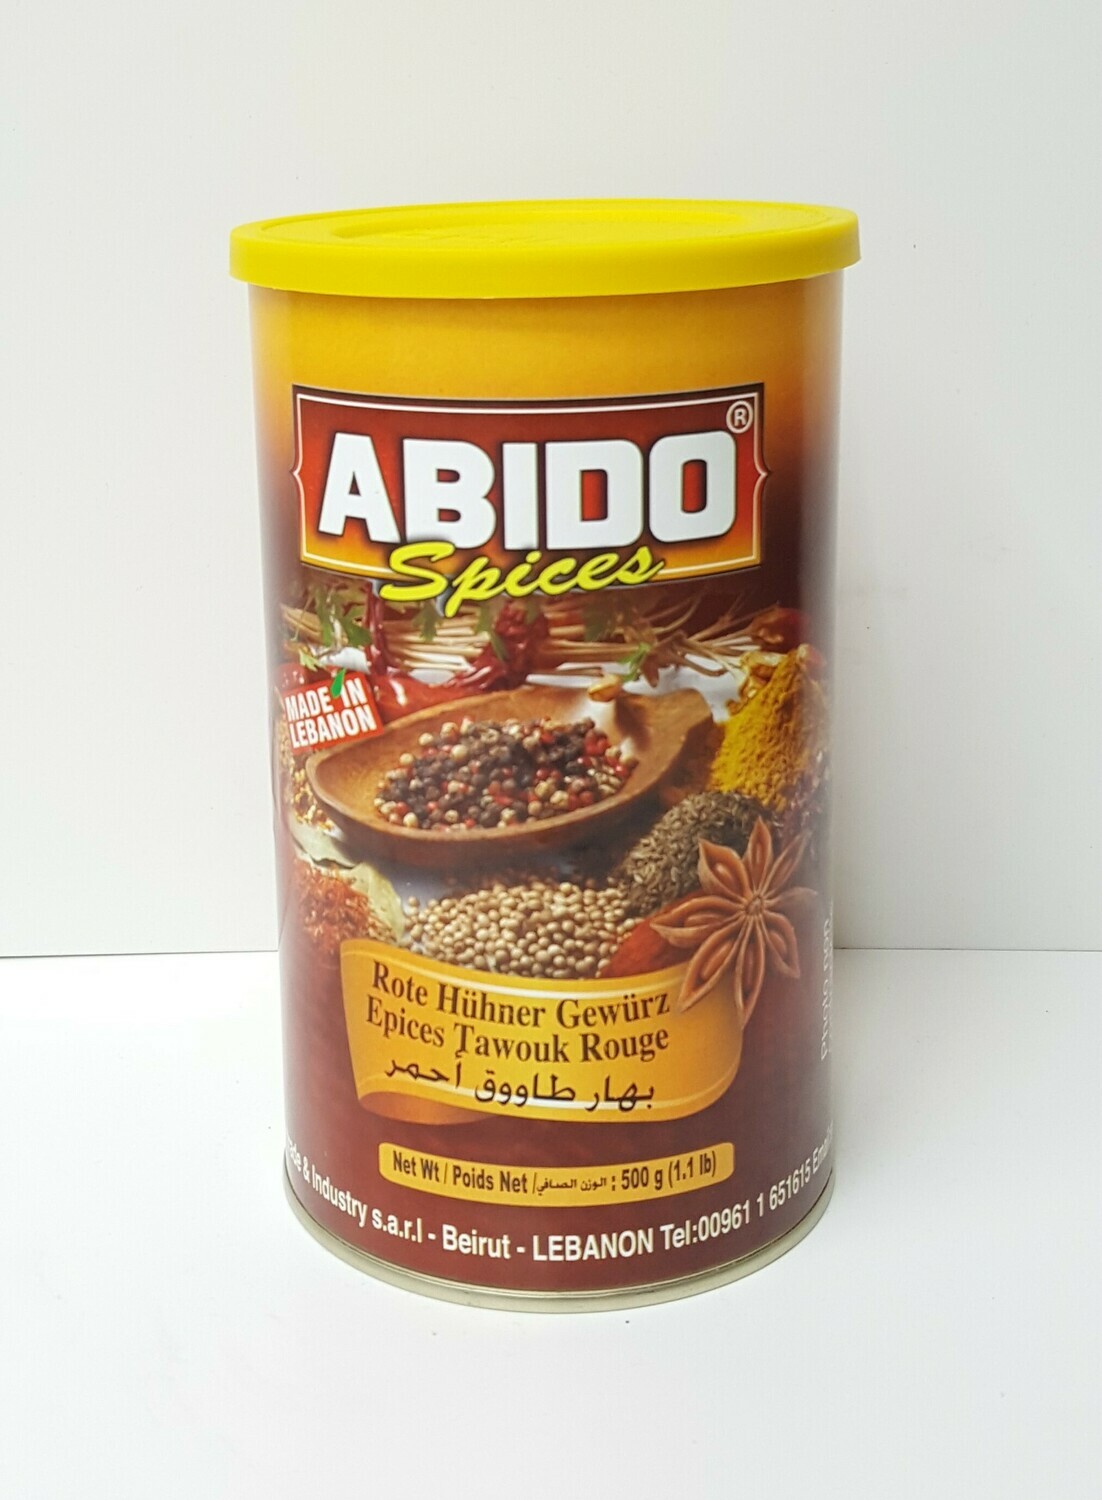 ABIDO®
Spices
MADE IN
LEBANON
Rote Hühner Gewürz
Epices Tawouk Rouge
بهار طاووق أحمر
Net Wt / Poids Net / الوزن الصافي : 500 g (1.1 lb)
& Industry s.a.r.l - Beirut - LEBANON Tel:00961 1 651615